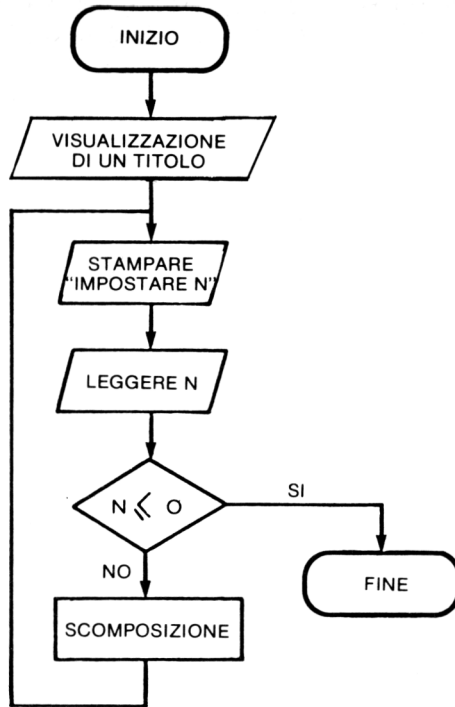 INIZIO
VISUALIZZAZIONE
DI UN TITOLO
STAMPARE
"IMPOSTARE N"
LEGGERE N
N ⩽ O
SI
NO
FINE
SCOMPOSIZIONE